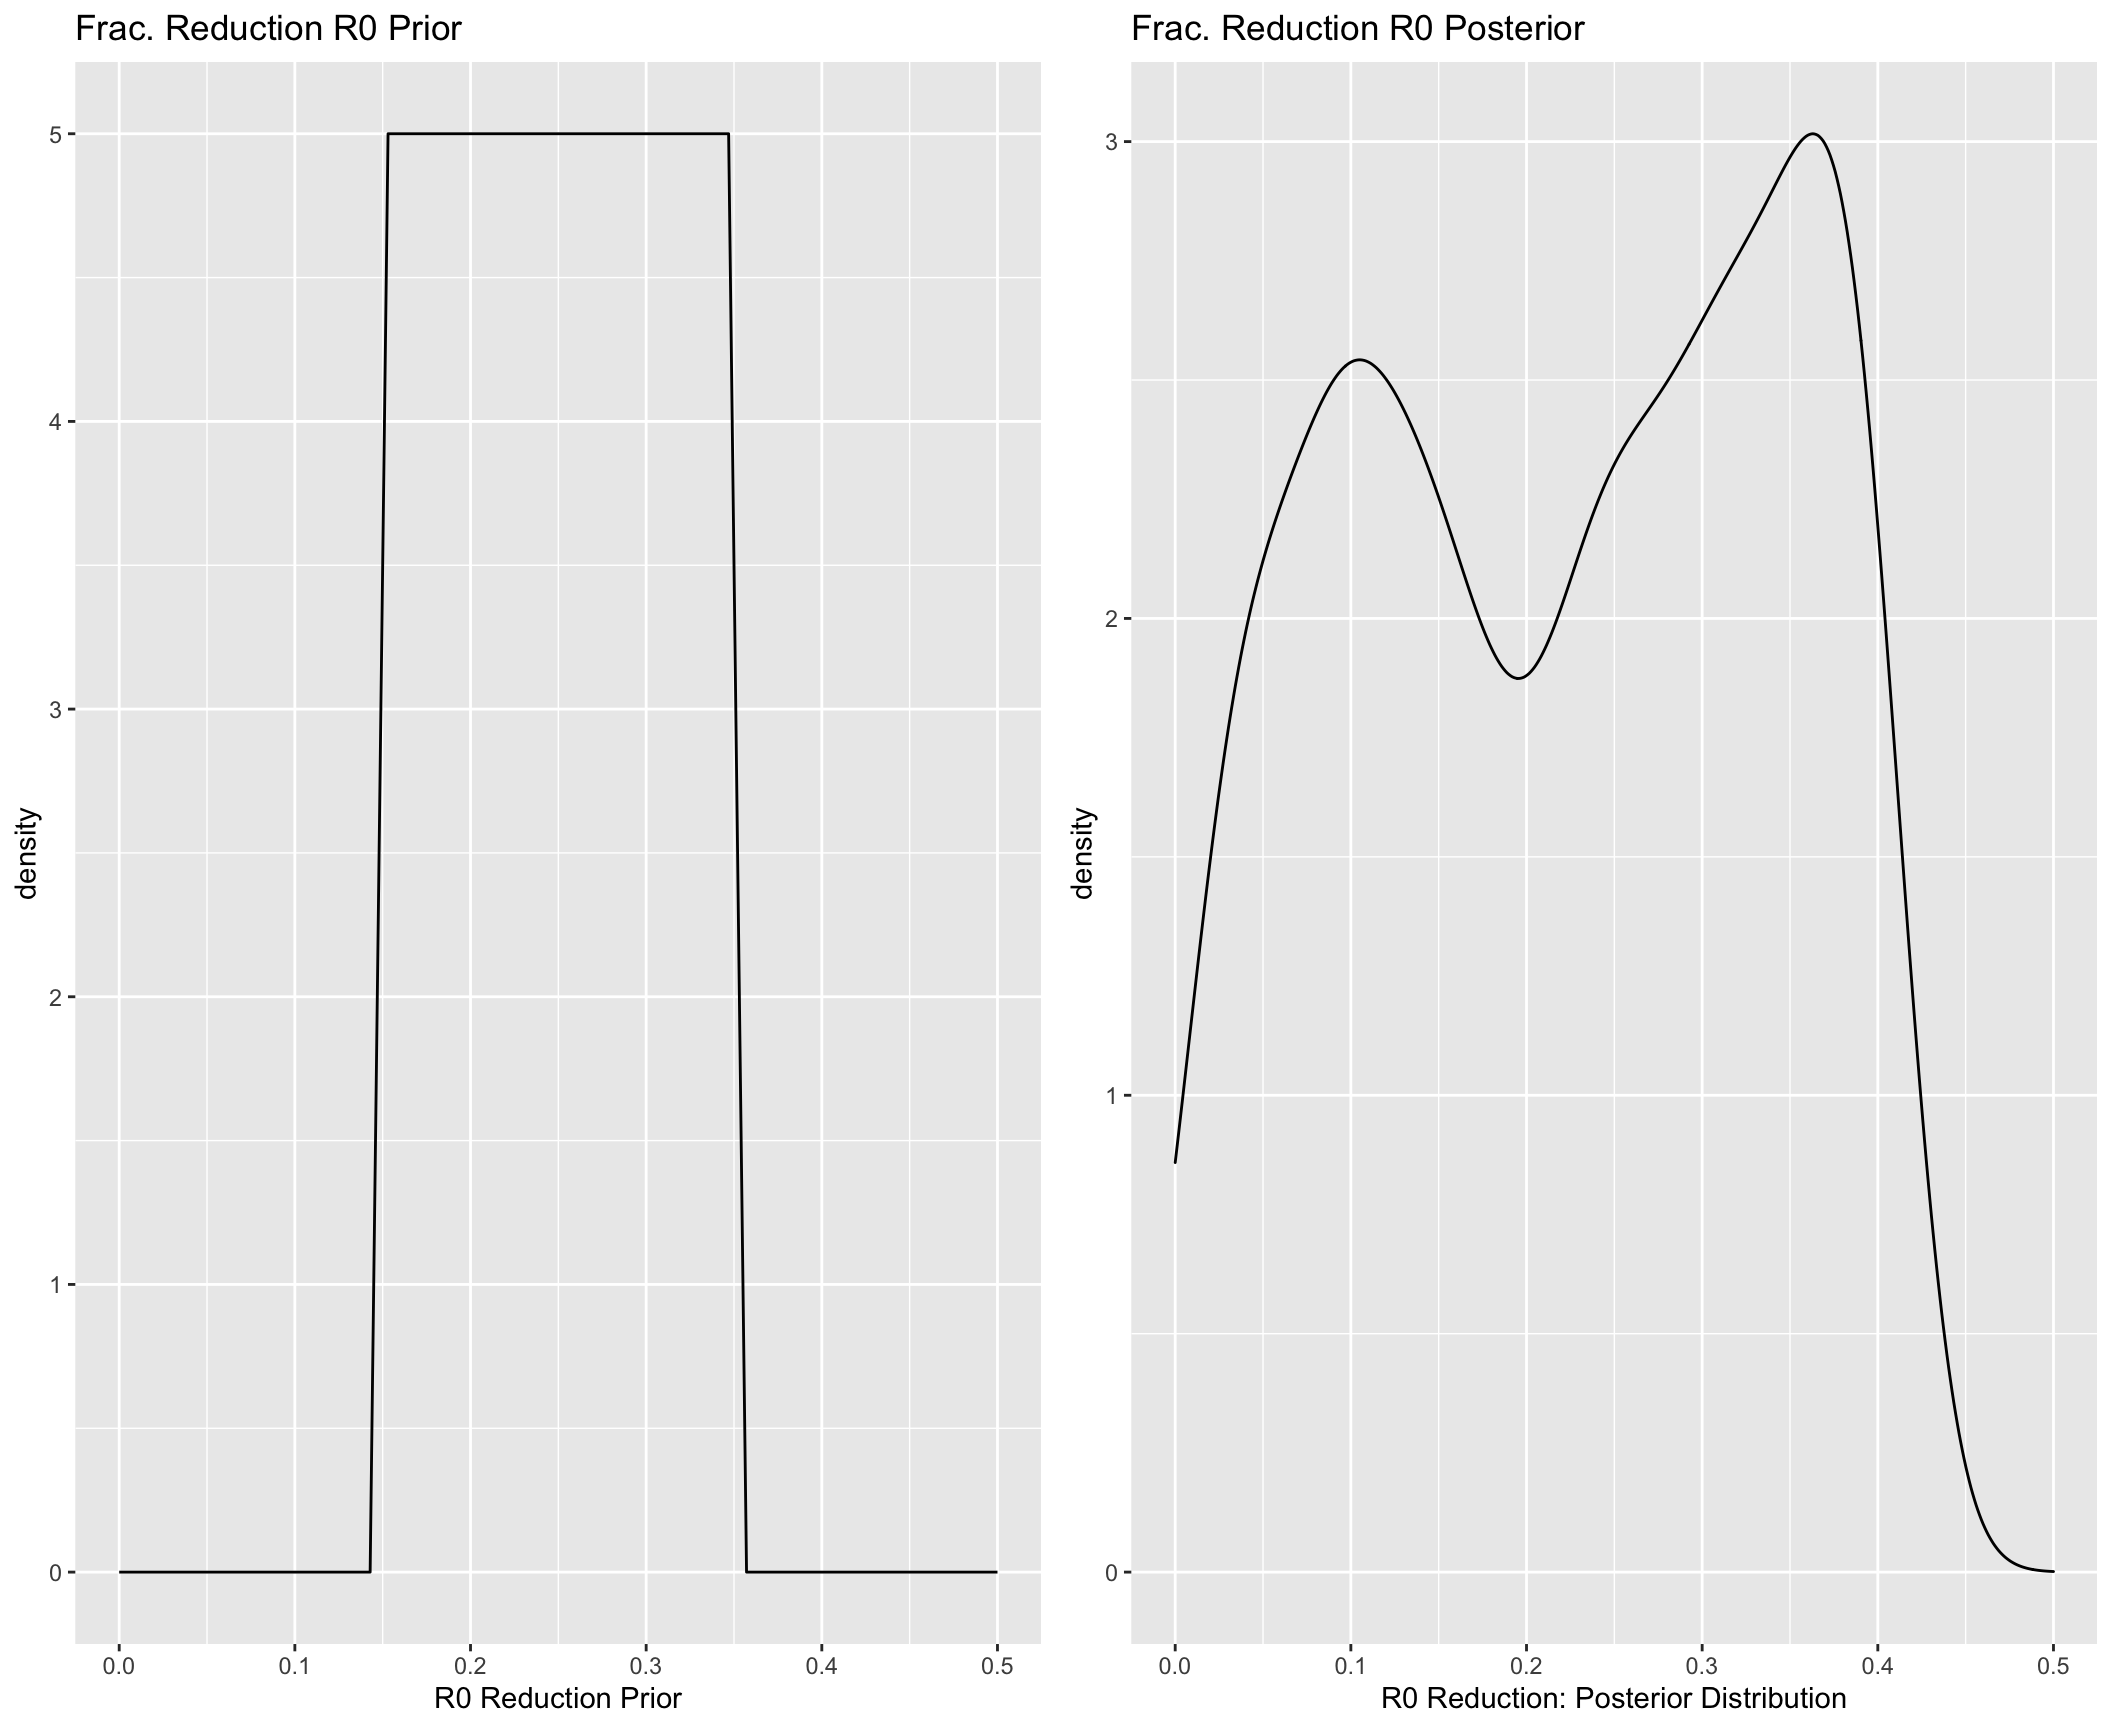 Frac. Reduction R0 Prior
density
5
4
3
2
1
0
0.0 0.1 0.2 0.3 0.4 0.5
R0 Reduction Prior
Frac. Reduction R0 Posterior
density
3
2
1
0
0.0 0.1 0.2 0.3 0.4 0.5
R0 Reduction: Posterior Distribution